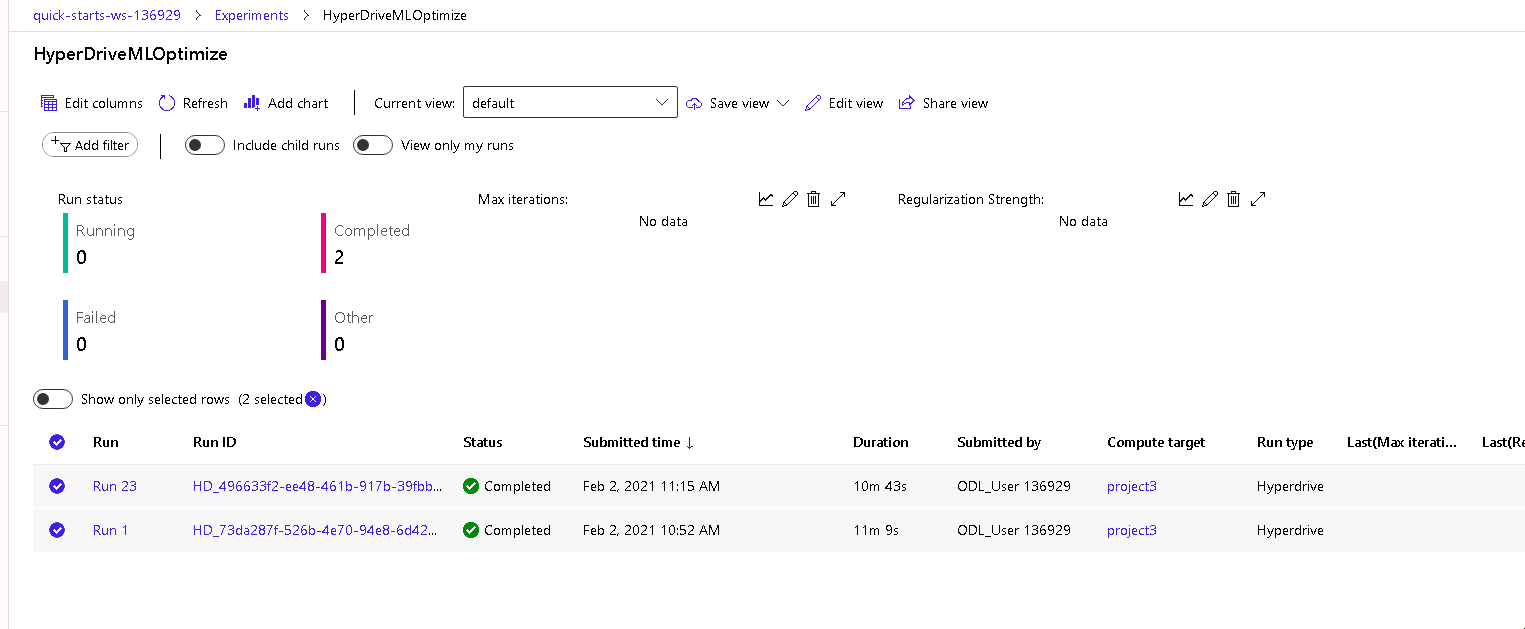 quick-starts-ws-136929 > Experiments > HyperDriveMLOptimize
HyperDriveMLOptimize
Edit columns Refresh Add chart Current view: default Save view Edit view Share view
Add filter Include child runs View only my runs
Run status Max iterations: Regularization Strength:
No data No data
Running Completed
0 2
Failed Other
0 0
Show only selected rows (2 selected )
Run Run ID Status Submitted time ↓ Duration Submitted by Compute target Run type Last(Max iterati... Last(Re
Run 23 HD_496633f2-ee48-461b-917b-39fbb... Completed Feb 2, 2021 11:15 AM 10m 43s ODL_User 136929 project3 Hyperdrive
Run 1 HD_73da287f-526b-4e70-94e8-6d42... Completed Feb 2, 2021 10:52 AM 11m 9s ODL_User 136929 project3 Hyperdrive